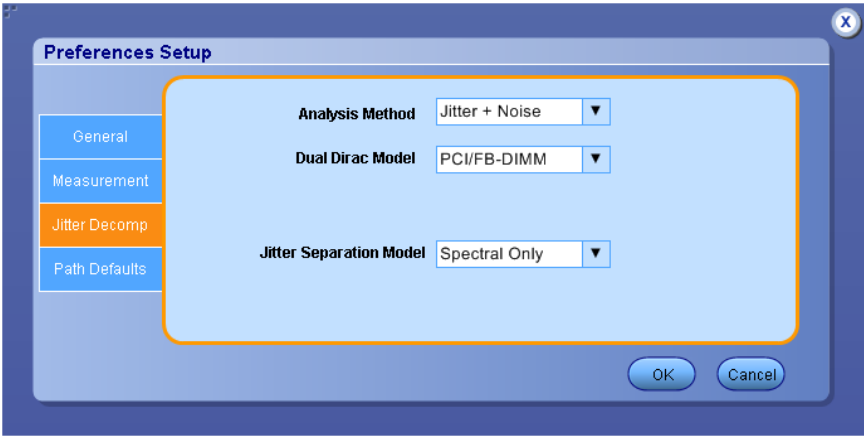 X
Preferences Setup
General
Measurement
Jitter Decomp
Path Defaults
Analysis Method Jitter + Noise
Dual Dirac Model PCI/FB-DIMM
Jitter Separation Model Spectral Only
OK Cancel